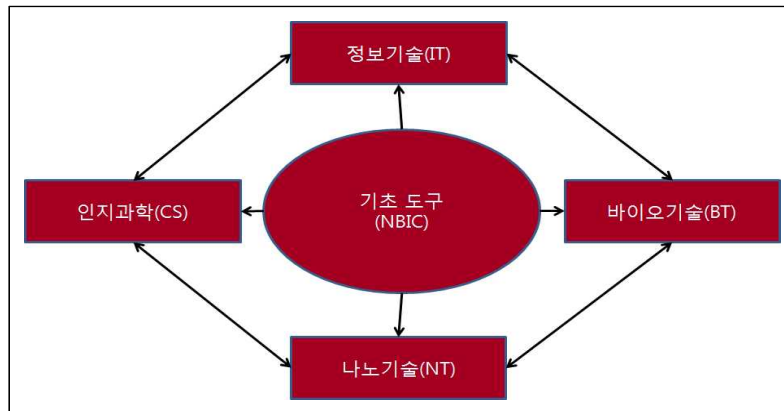 정보기술(IT)
인지과학(CS)
기초 도구
(NBIC)
바이오기술(BT)
나노기술(NT)